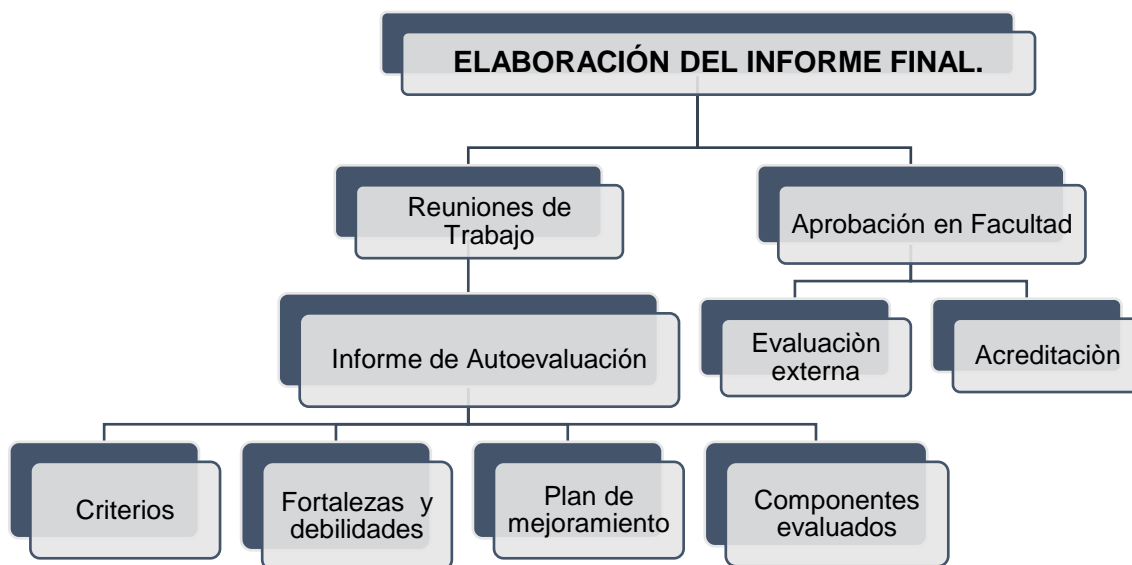 ELABORACIÓN DEL INFORME FINAL.
Reuniones de
Trabajo
Aprobación en Facultad
Informe de Autoevaluación
Evaluaciòn
externa
Acreditaciòn
Criterios
Fortalezas y
debilidades
Plan de
mejoramiento
Componentes
evaluados